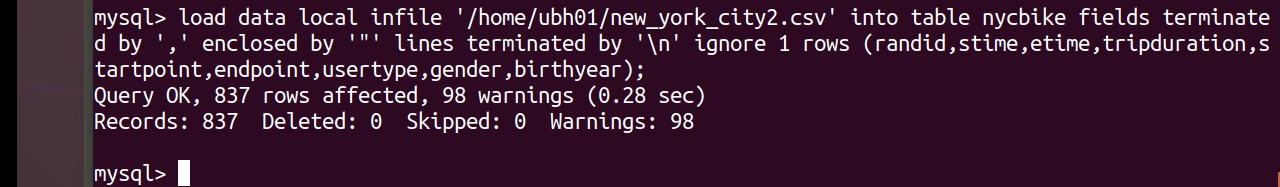 mysql> load data local infile '/home/ubh01/new_york_city2.csv' into table nycbike fields terminate
d by ',' enclosed by '"' lines terminated by '\n' ignore 1 rows (randid,stime,etime,tripduration,s
tartpoint,endpoint,usertype,gender,birthyear);
Query OK, 837 rows affected, 98 warnings (0.28 sec)
Records: 837  Deleted: 0  Skipped: 0  Warnings: 98
mysql>